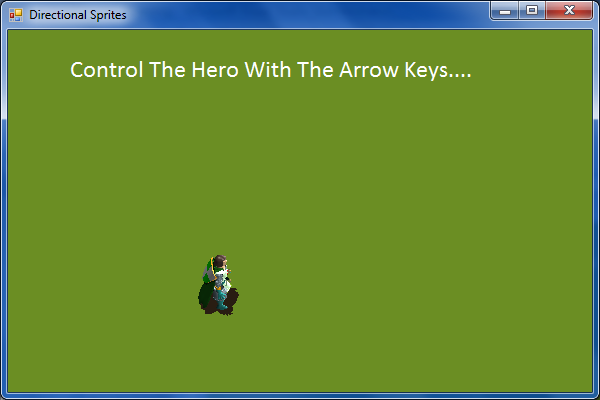 Directional Sprites
Control The Hero With The Arrow Keys....